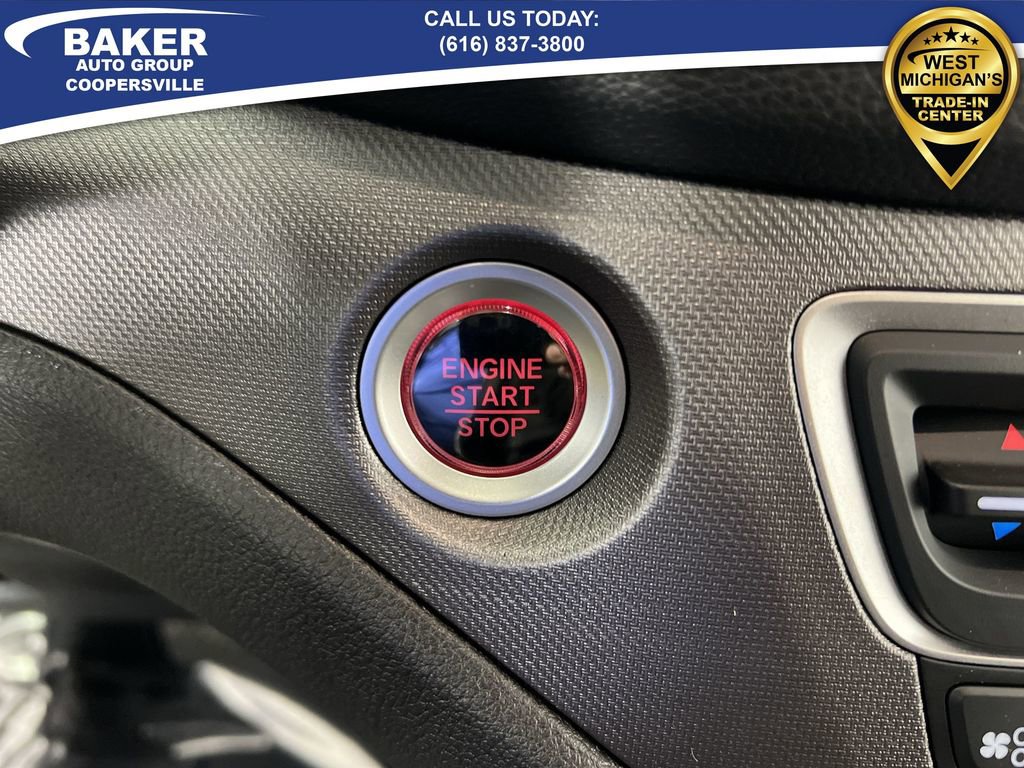 BAKER
AUTO GROUP
COOPERSVILLE
CALL US TODAY:
(616) 837-3800
WEST
MICHIGAN'S
TRADE-IN
CENTER
ENGINE
START
STOP